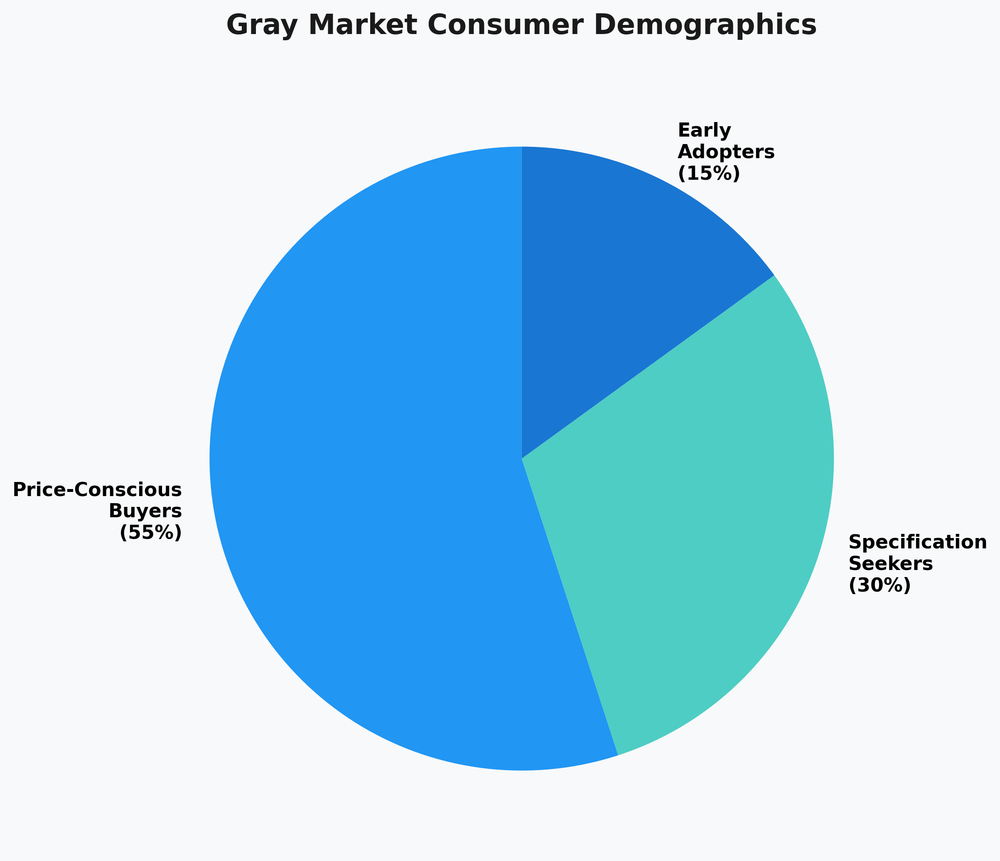 Gray Market Consumer Demographics
Early
Adopters
(15%)
Price-Conscious
Buyers
(55%)
Specification
Seekers
(30%)